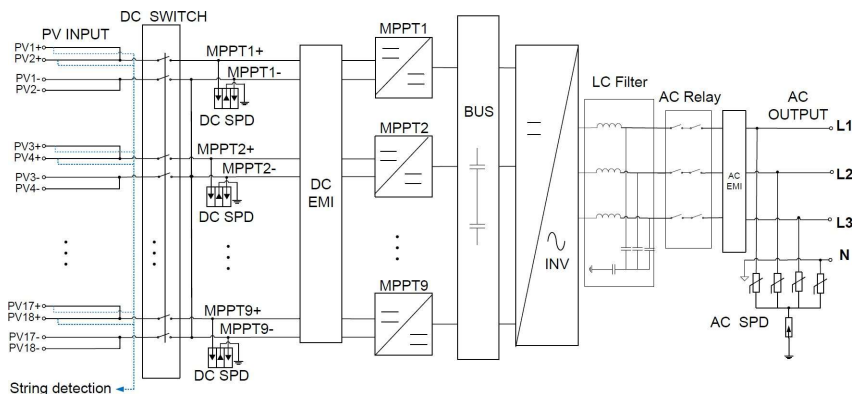 DC SWITCH
PV INPUT
PV1+
PV2+
PV1-
PV2-
MPPT1+
MPPT1-
DC SPD
MPPT1
PV3+
PV4+
PV3-
PV4-
MPPT2+
MPPT2-
DC SPD
MPPT2
DC
EMI
BUS
INV
LC Filter
AC Relay
AC
EMI
AC
OUTPUT
L1
L2
L3
N
AC SPD
PV17+
PV18+
PV17-
PV18-
MPPT9+
MPPT9-
DC SPD
MPPT9
String detection